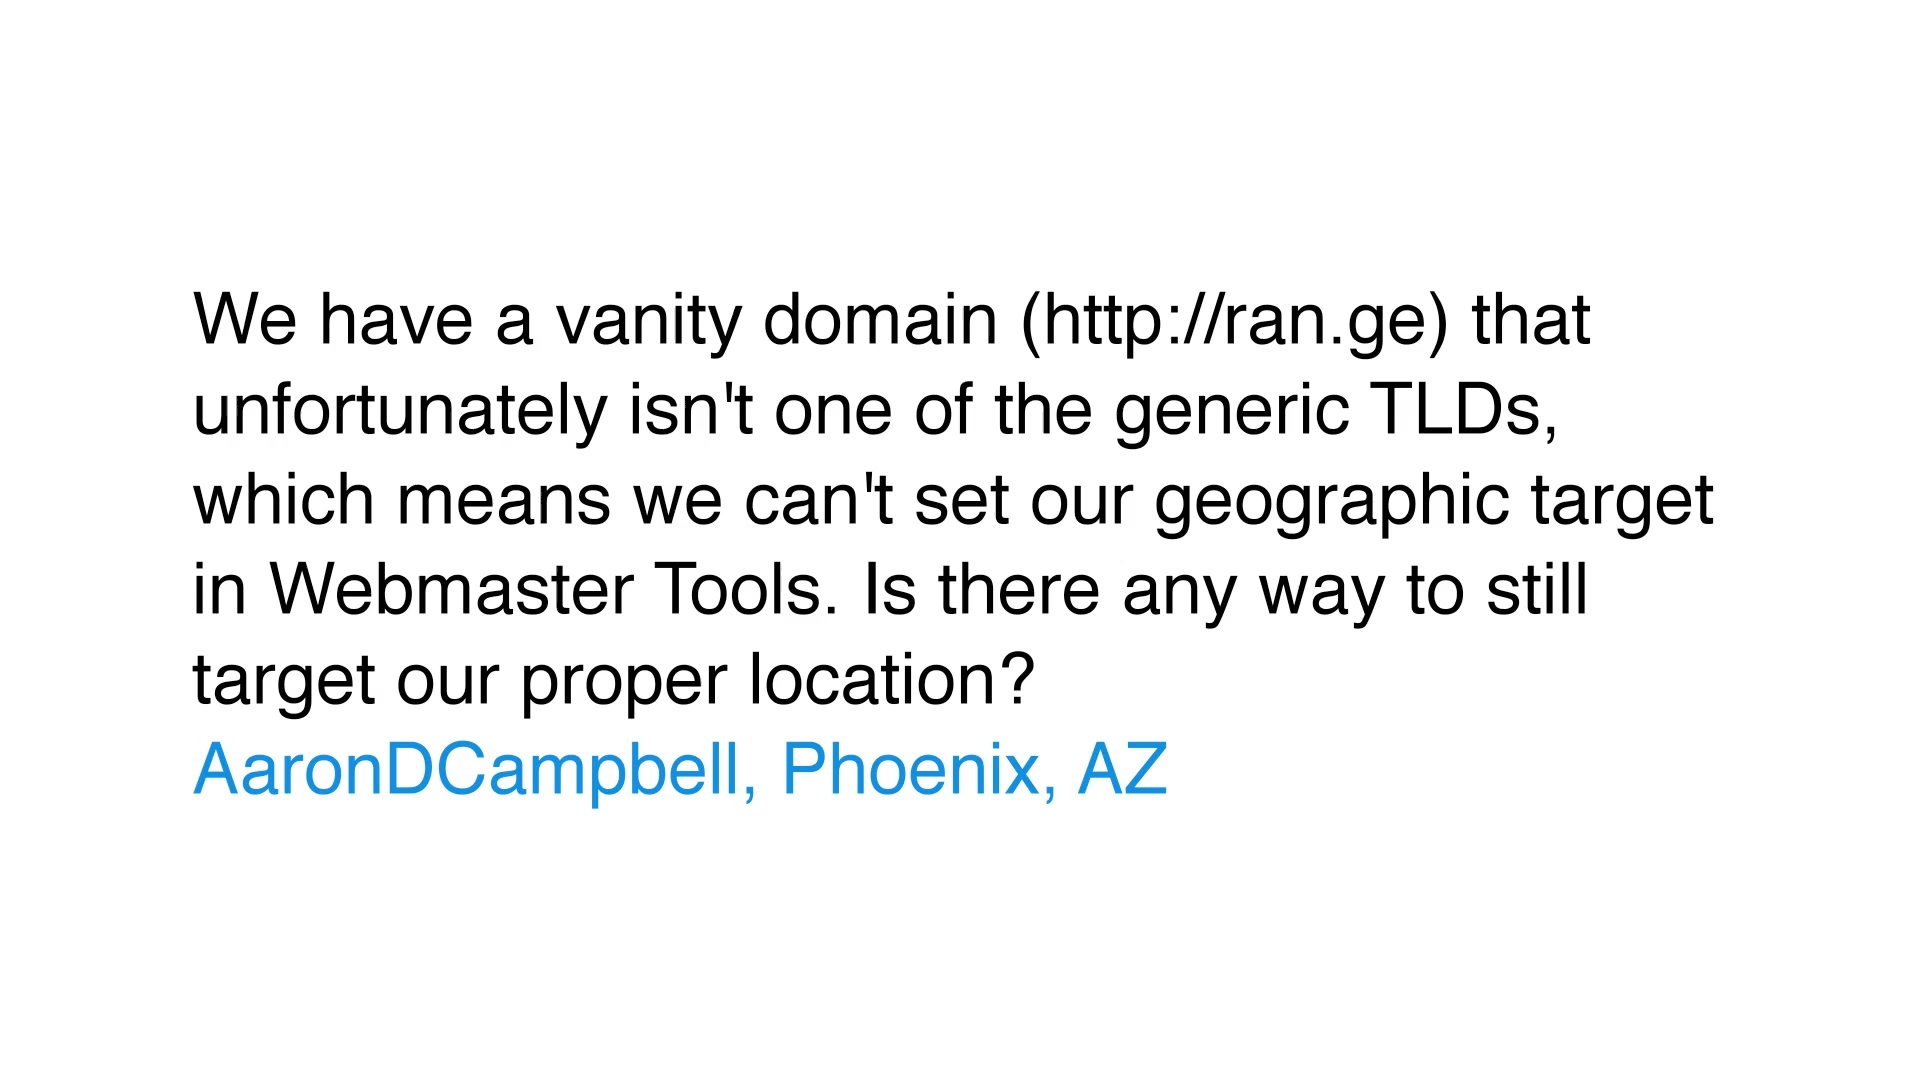 We have a vanity domain (http://ran.ge) that
unfortunately isn't one of the generic TLDs,
which means we can't set our geographic target
in Webmaster Tools. Is there any way to still
target our proper location?
AaronDCampbell, Phoenix, AZ